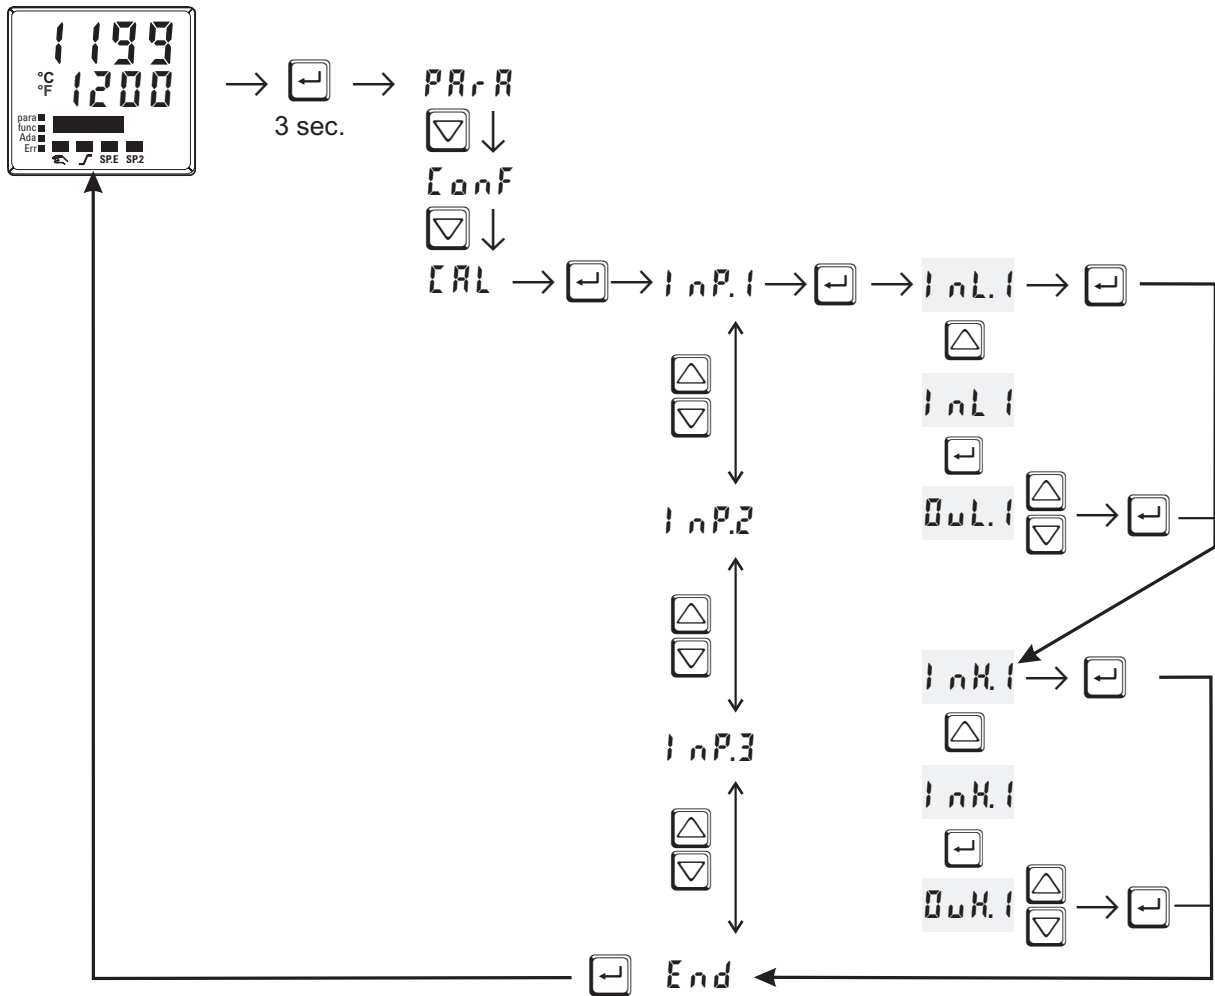 1199
°C
°F
1200
para
func
Ada
Err
SP.E SP.2
3 sec.
PArA
ConF
CAL
InP.1
InL.1
InL1
OuL.1
InP.2
InH.1
InP.3
InH.1
OuH.1
End